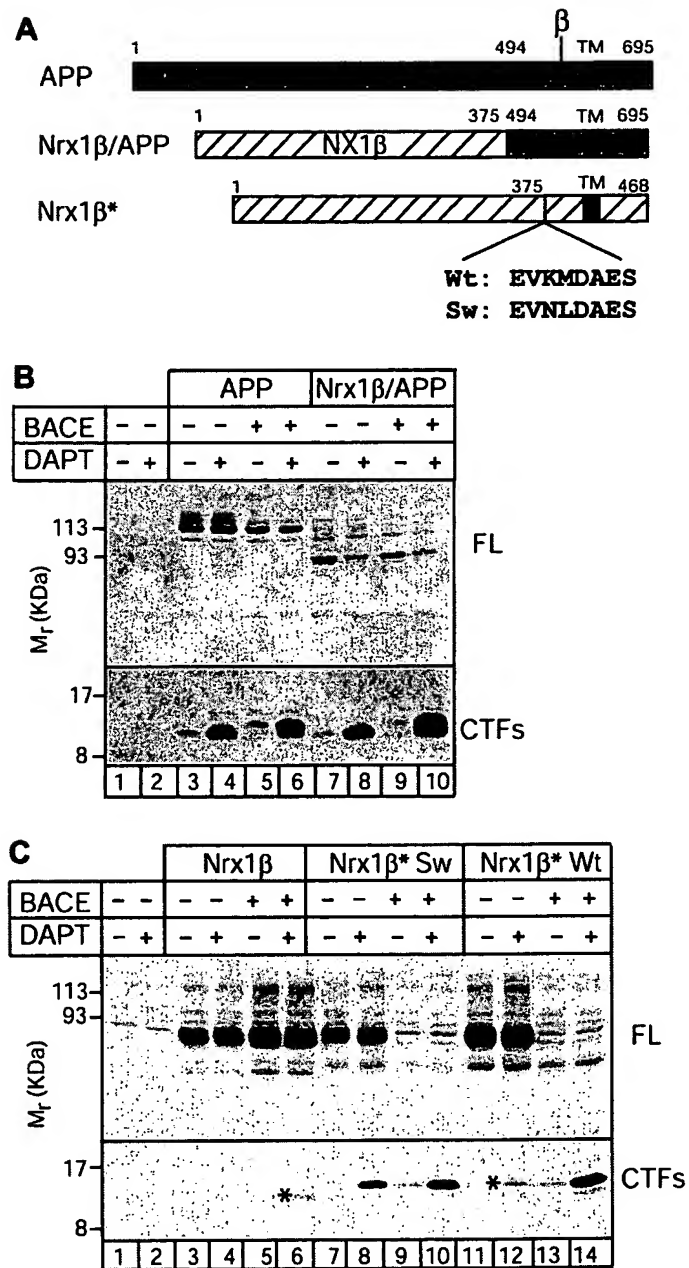 A
β
1 494 TM 695
APP
1 375 494 TM 695
Nrx1β/APP NX1β
1 375 TM 468
Nrx1β*
Wt: EVKMDAES
Sw: EVNLDAES
B
APP Nrx1β/APP
BACE - - - - + + - - + +
DAPT - + - + - + - + - +
113
93
FL
Mr (KDa)
17
CTFs
8
1 2 3 4 5 6 7 8 9 10
C
Nrx1β Nrx1β* Sw Nrx1β* Wt
BACE - - - - + + - - + + - - + +
DAPT - + - + - + - + - + - + - +
113
93
FL
Mr (KDa)
17
* * CTFs
8
1 2 3 4 5 6 7 8 9 10 11 12 13 14